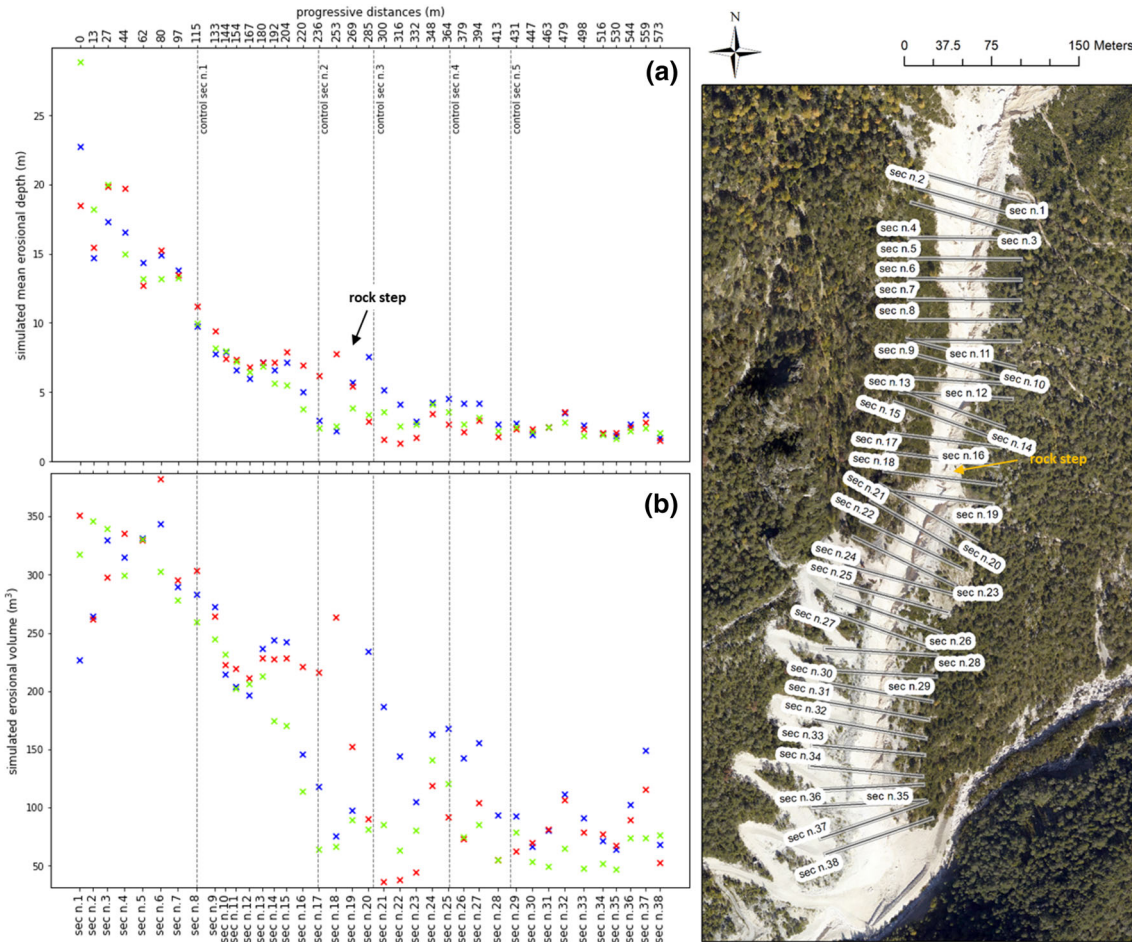 progressive distances (m)
0 13 27 44 62 80 97 115 133 144 154 167 180 192 204 220 236 253 269 285 300 316 332 348 364 379 394 413 431 447 463 479 498 516 530 544 559 573
(a)
control sec n.1
control sec n.2
control sec n.3
control sec n.4
control sec n.5
rock step
simulated mean erosional depth (m)
25
20
15
10
5
0
(b)
simulated erosional volume (m³)
350
300
250
200
150
100
50
sec n.1 sec n.2 sec n.3 sec n.4 sec n.5 sec n.6 sec n.7 sec n.8 sec n.9 sec n.10 sec n.11 sec n.12 sec n.13 sec n.14 sec n.15 sec n.16 sec n.17 sec n.18 sec n.19 sec n.20 sec n.21 sec n.22 sec n.23 sec n.24 sec n.25 sec n.26 sec n.27 sec n.28 sec n.29 sec n.30 sec n.31 sec n.32 sec n.33 sec n.34 sec n.35 sec n.36 sec n.37 sec n.38
N
0 37.5 75 150 Meters
sec n.2
sec n.1
sec n.4
sec n.3
sec n.5
sec n.6
sec n.7
sec n.8
sec n.9
sec n.11
sec n.10
sec n.13
sec n.12
sec n.15
sec n.14
sec n.17
sec n.16
sec n.18
rock step
sec n.21
sec n.19
sec n.22
sec n.20
sec n.24
sec n.25
sec n.23
sec n.27
sec n.26
sec n.28
sec n.30
sec n.29
sec n.31
sec n.32
sec n.33
sec n.34
sec n.36
sec n.35
sec n.37
sec n.38